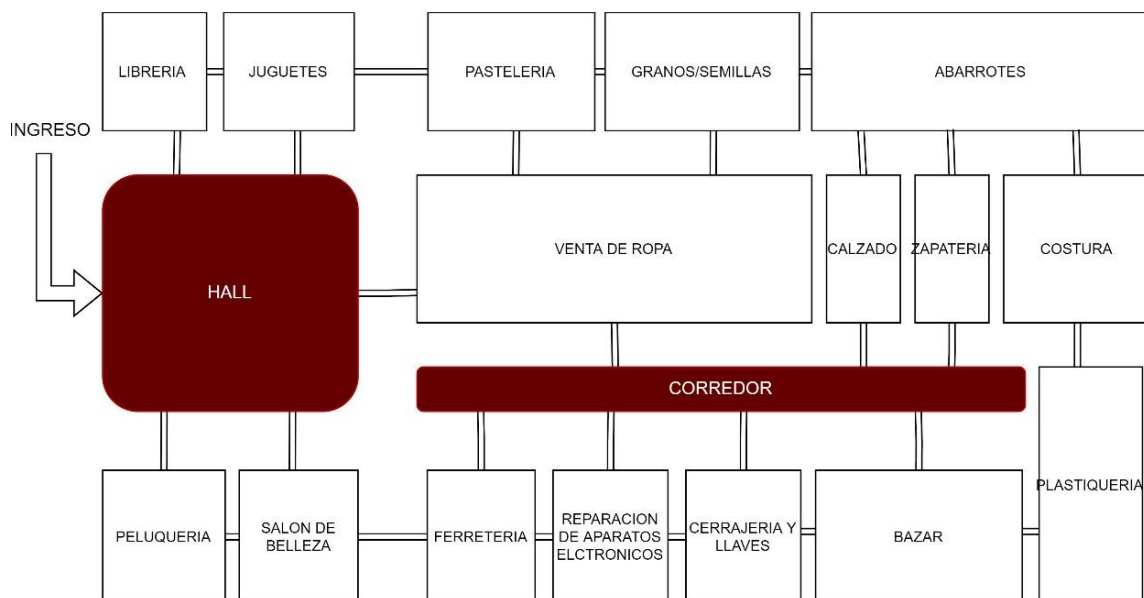 LIBRERIA
JUGUETES
PASTELERIA
GRANOS/SEMILLAS
ABARROTES
INGRESO
HALL
VENTA DE ROPA
CALZADO
ZAPATERIA
COSTURA
CORREDOR
PELUQUERIA
SALON DE
BELLEZA
FERRETERIA
REPARACION
DE APARATOS
ELCTRONICOS
CERRAJERIA Y
LLAVES
BAZAR
PLASTIQUERIA